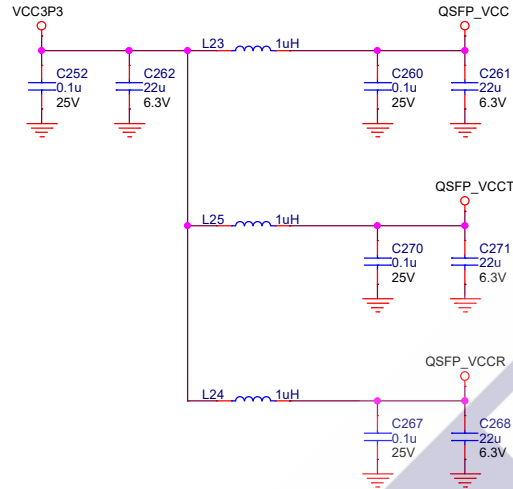 VCC3P3
QSFP_VCC
L23 1uH
C252
0.1u
25V
C262
22u
6.3V
C260
0.1u
25V
C261
22u
6.3V
QSFP_VCCT
L25 1uH
C270
0.1u
25V
C271
22u
6.3V
QSFP_VCCR
L24 1uH
C267
0.1u
25V
C268
22u
6.3V